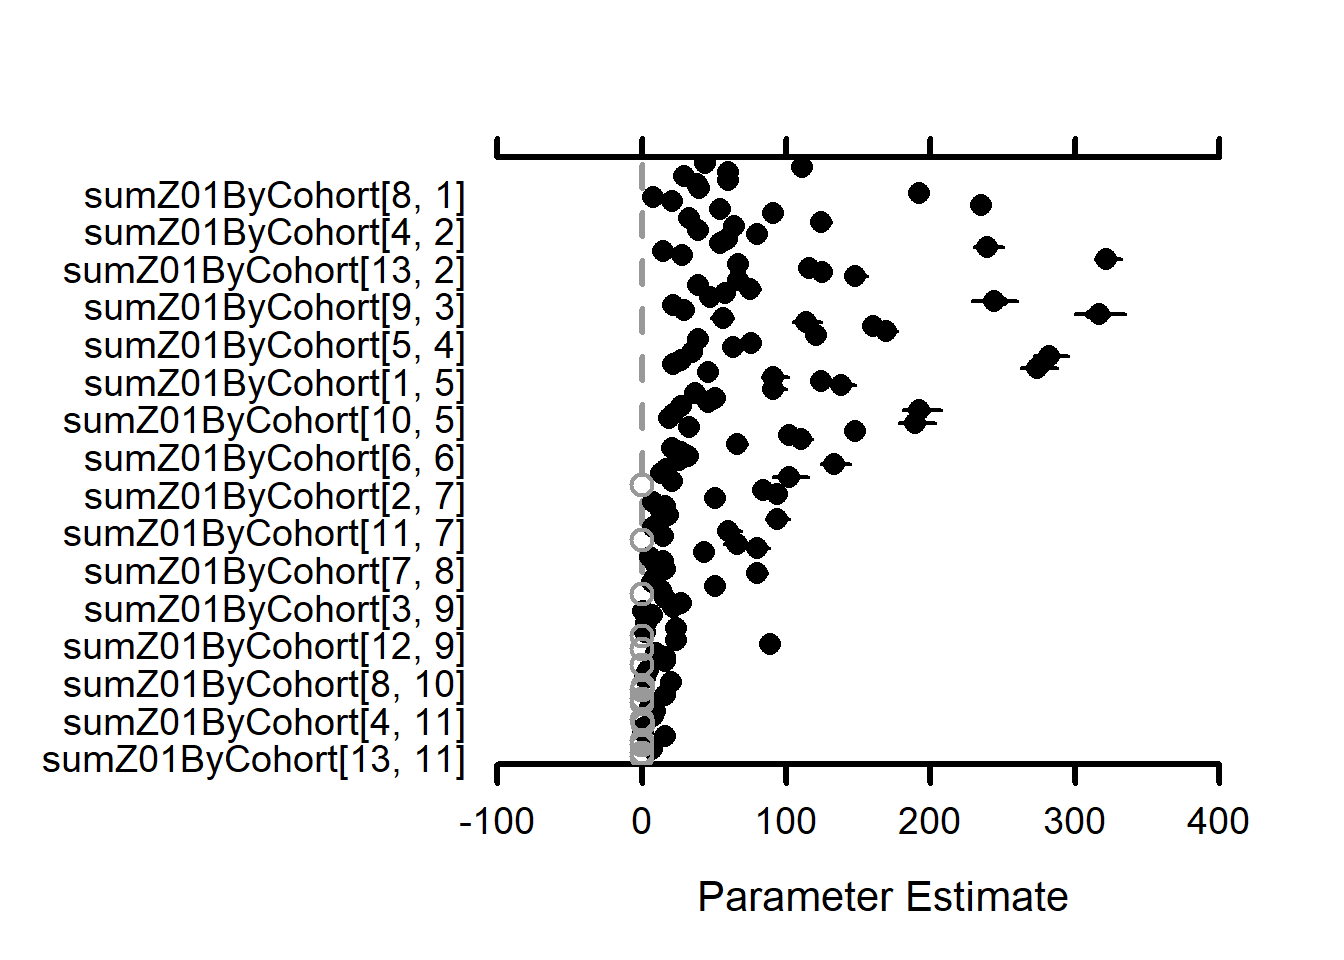 sumZ01ByCohort[8, 1]
sumZ01ByCohort[4, 2]
sumZ01ByCohort[13, 2]
sumZ01ByCohort[9, 3]
sumZ01ByCohort[5, 4]
sumZ01ByCohort[1, 5]
sumZ01ByCohort[10, 5]
sumZ01ByCohort[6, 6]
sumZ01ByCohort[2, 7]
sumZ01ByCohort[11, 7]
sumZ01ByCohort[7, 8]
sumZ01ByCohort[3, 9]
sumZ01ByCohort[12, 9]
sumZ01ByCohort[8, 10]
sumZ01ByCohort[4, 11]
sumZ01ByCohort[13, 11]
-100 0 100 200 300 400
Parameter Estimate